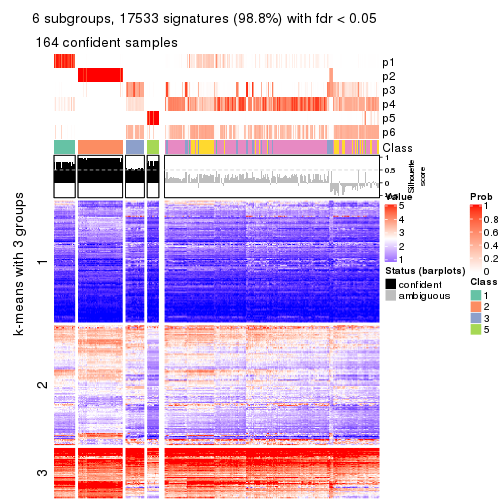 6 subgroups, 17533 signatures (98.8%) with fdr < 0.05
164 confident samples
p1
p2
p3
p4
p5
p6
Class
1
0.5
0
Silhouette
score
k-means with 3 groups
1
2
3
Value
5
4
3
2
1
Status (barplots)
confident
ambiguous
Prob
1
0.8
0.6
0.4
0.2
0
Class
1
2
3
5